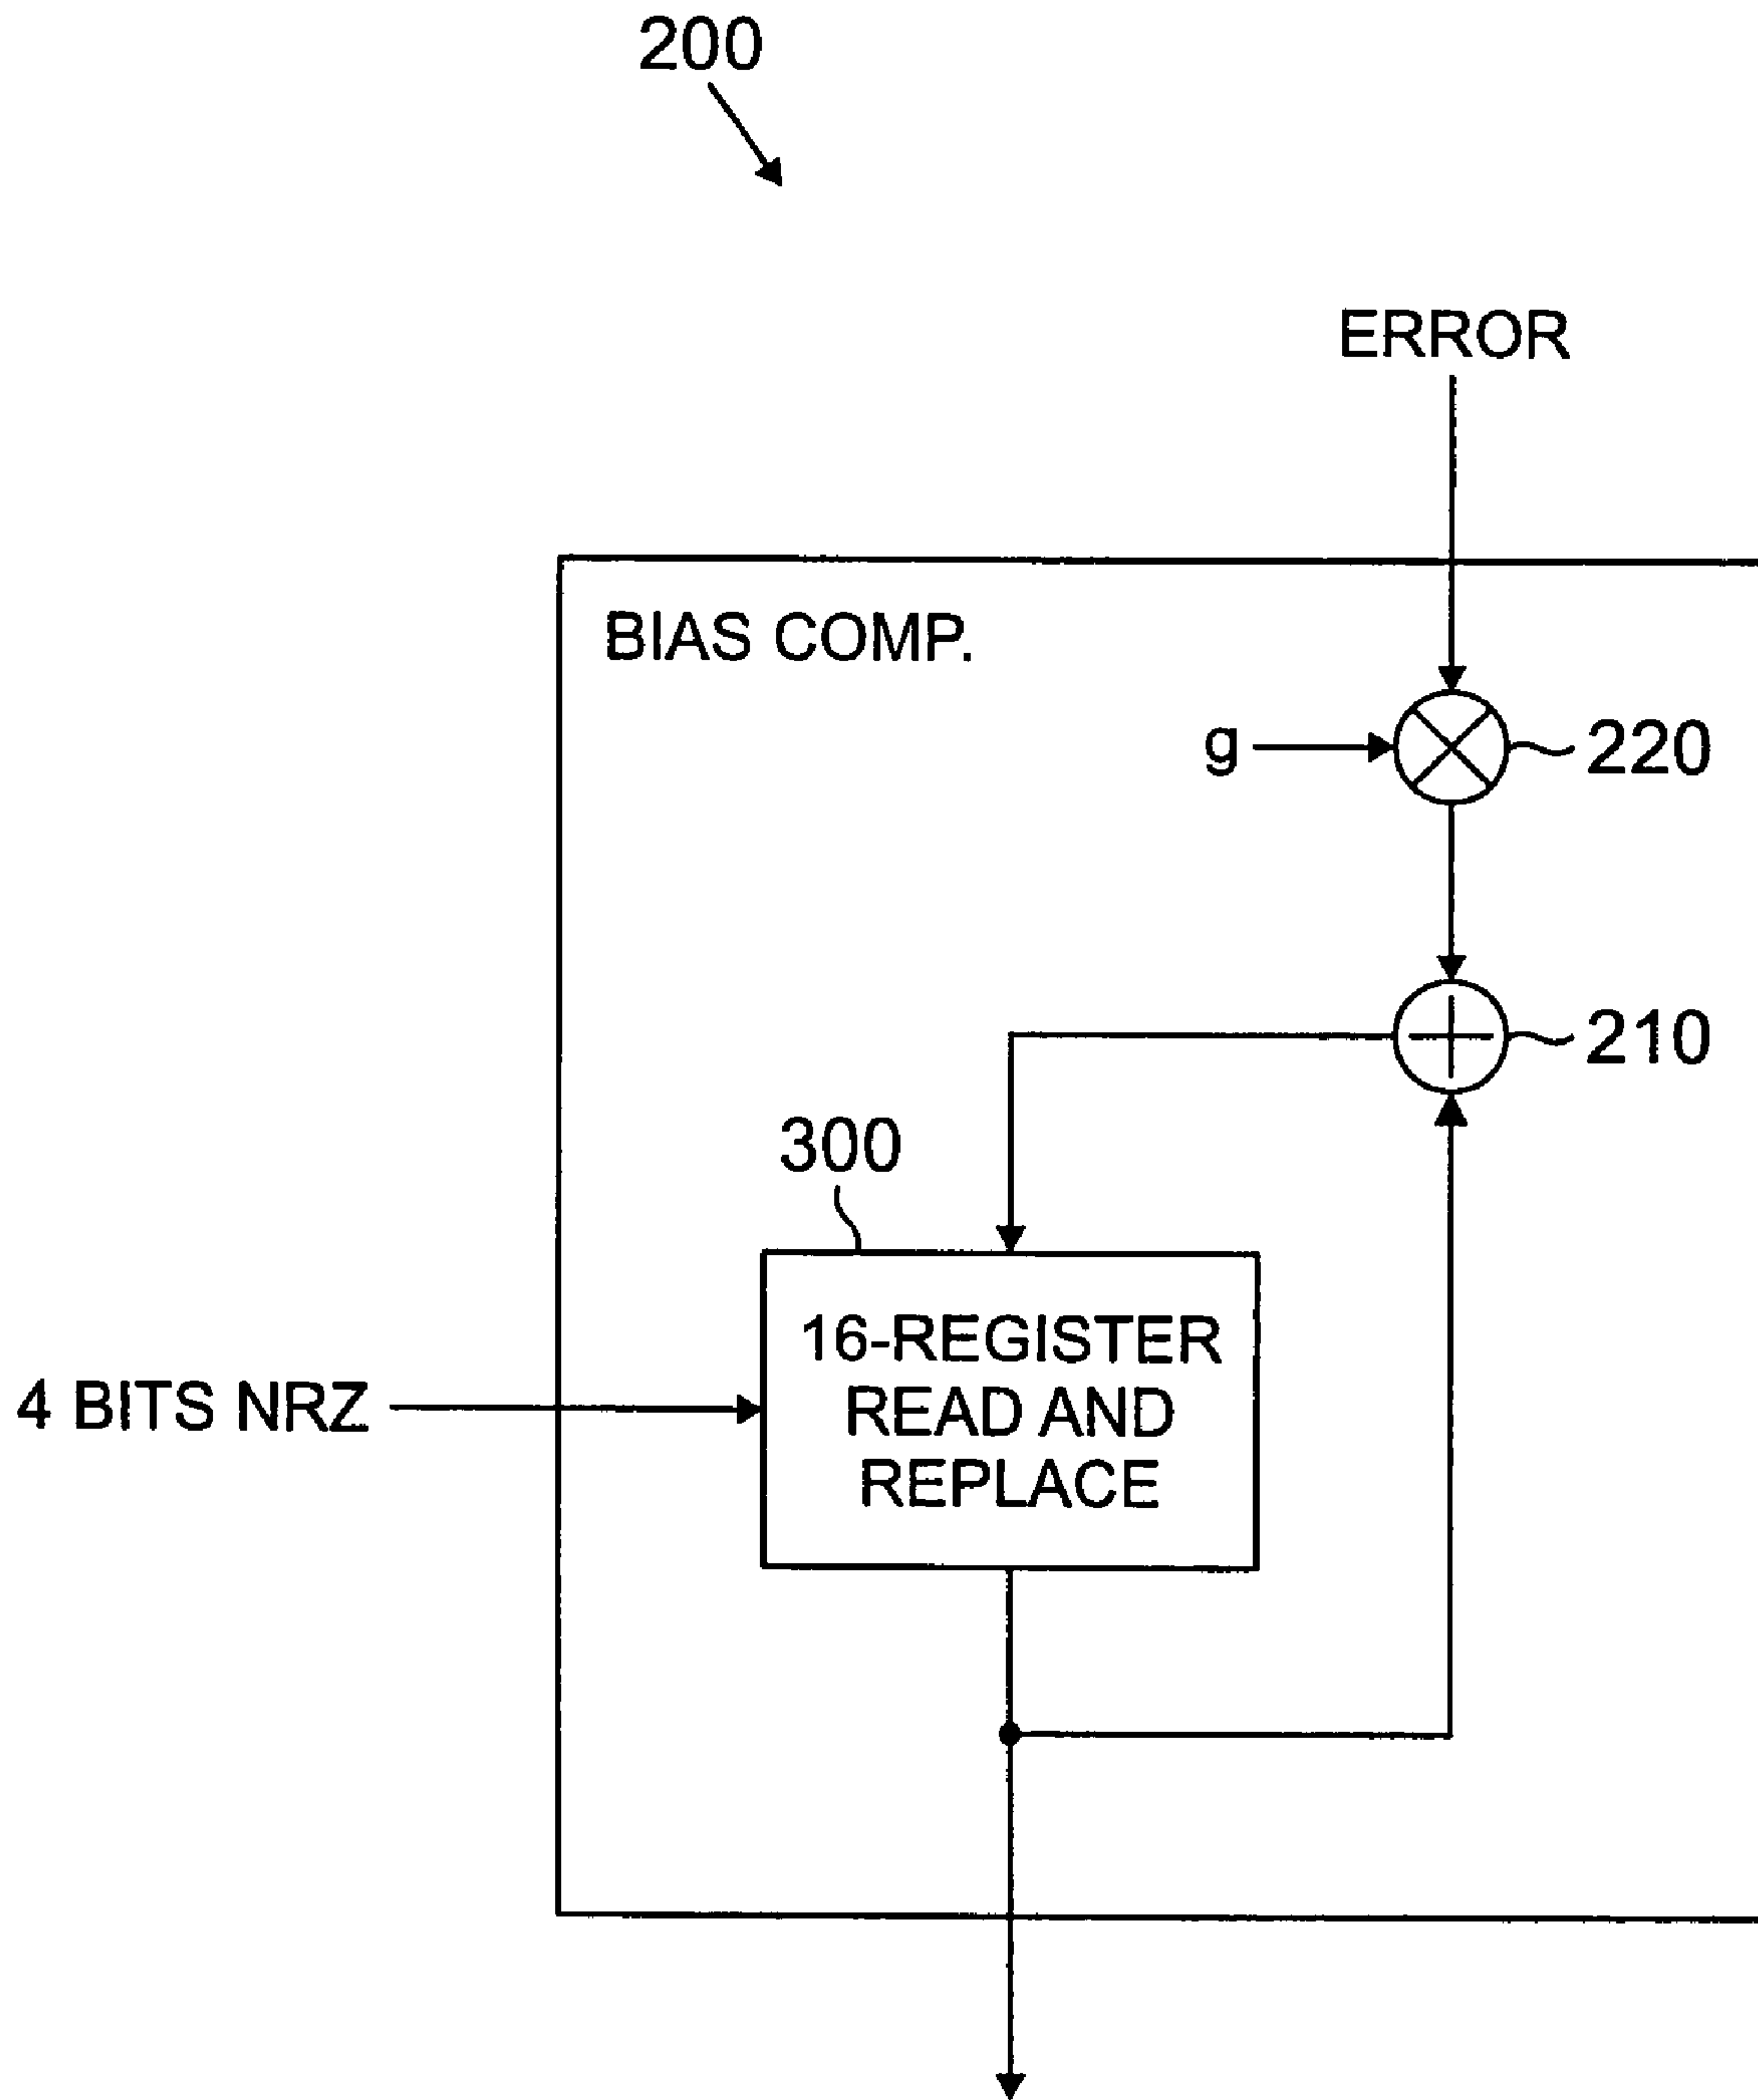 200
ERROR
BIAS COMP.
g
220
210
300
16-REGISTER
READ AND
REPLACE
4 BITS NRZ